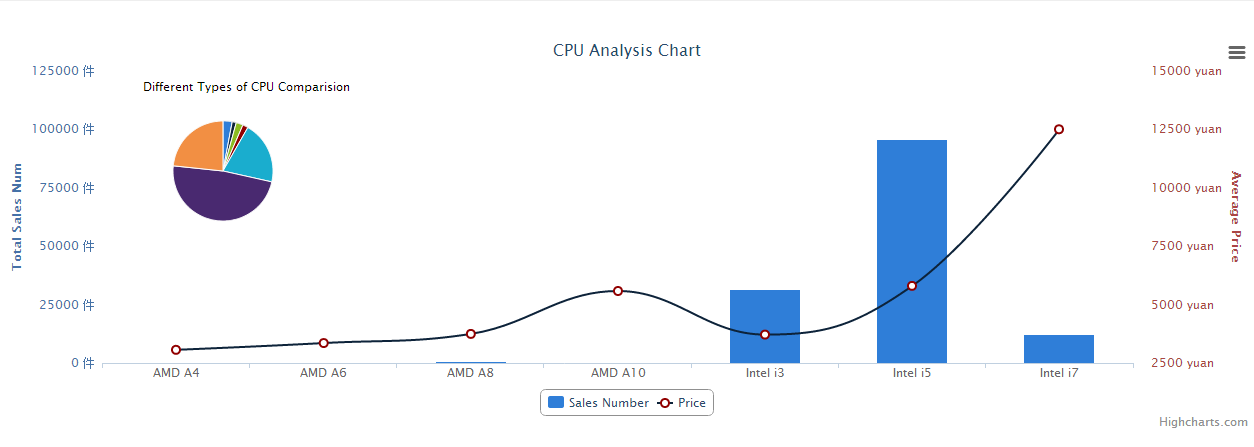 CPU Analysis Chart
Different Types of CPU Comparision
125000 件
100000 件
75000 件
50000 件
25000 件
0 件
Total Sales Num
15000 yuan
12500 yuan
10000 yuan
7500 yuan
5000 yuan
2500 yuan
Average Price
AMD A4 AMD A6 AMD A8 AMD A10 Intel i3 Intel i5 Intel i7
Sales Number Price
Highcharts.com